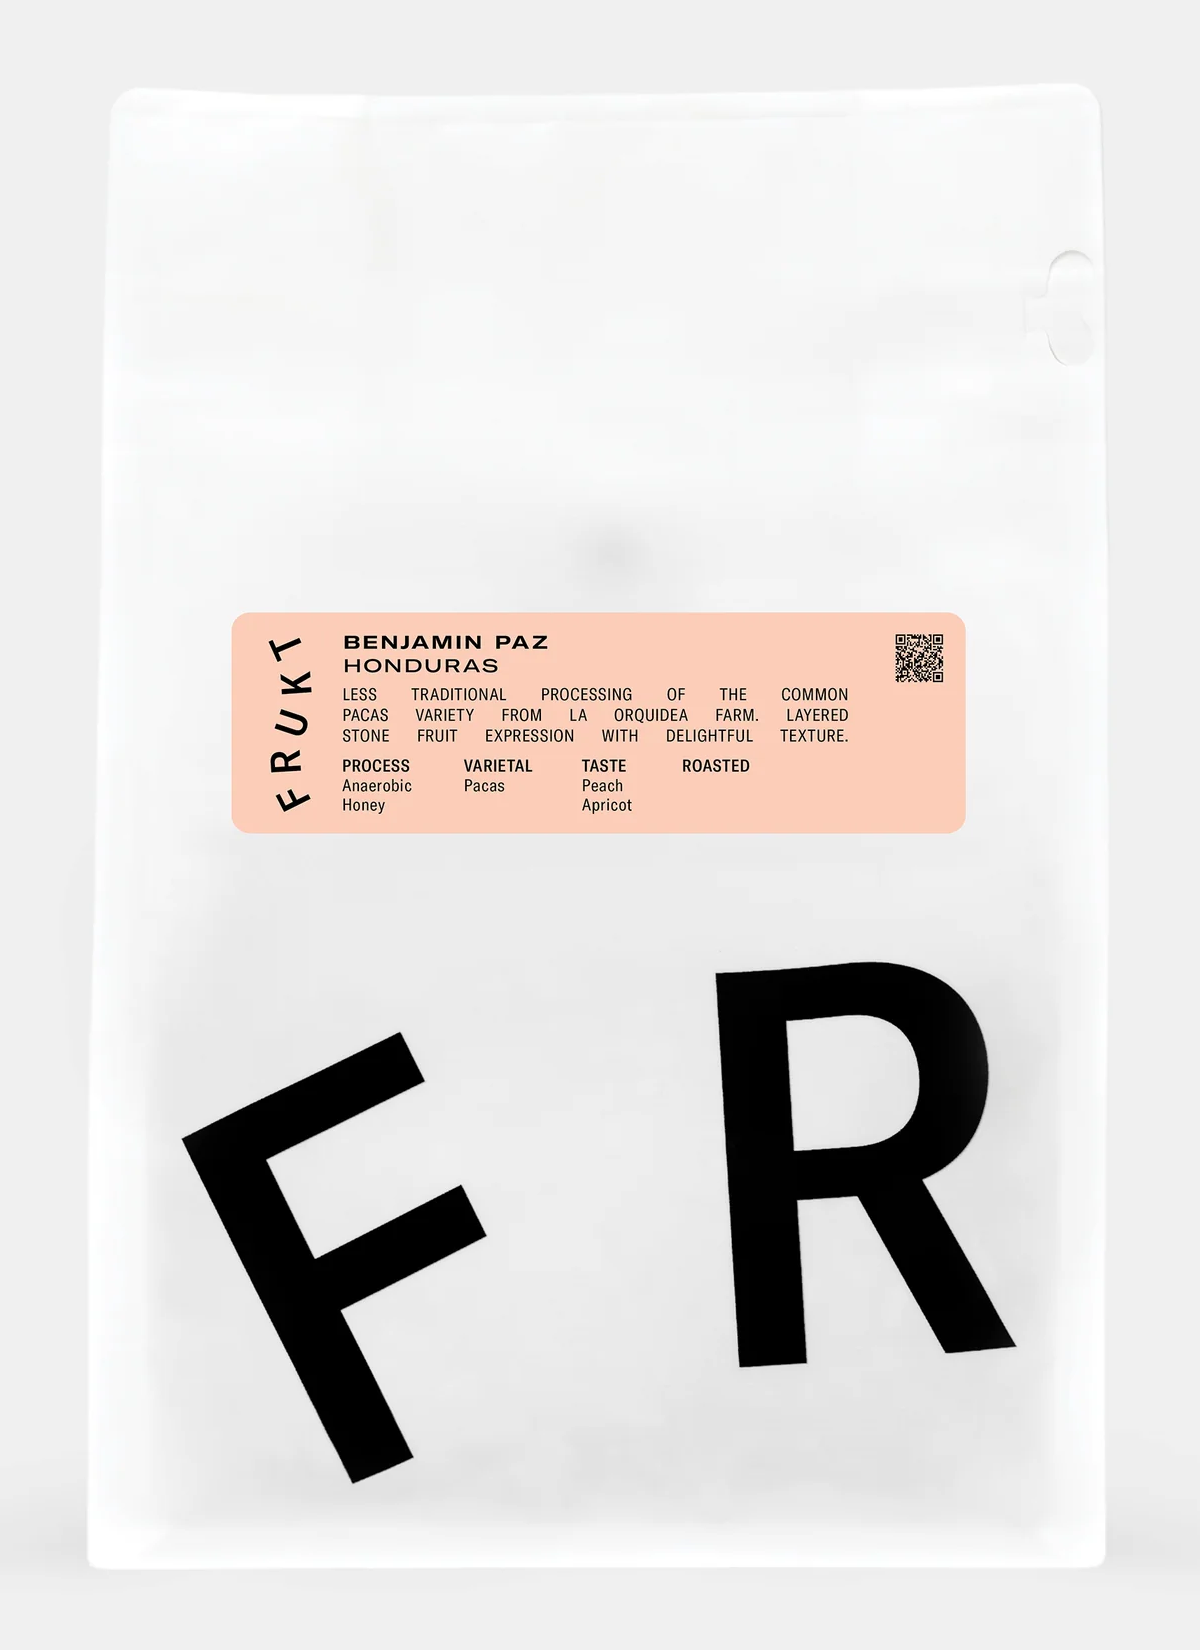 FRUKT
BENJAMIN PAZ
HONDURAS
LESS TRADITIONAL PROCESSING OF THE COMMON
PACAS VARIETY FROM LA ORQUIDEA FARM. LAYERED
STONE FRUIT EXPRESSION WITH DELIGHTFUL TEXTURE.
PROCESS VARIETAL TASTE ROASTED
Anaerobic Pacas Peach
Honey Apricot
F R